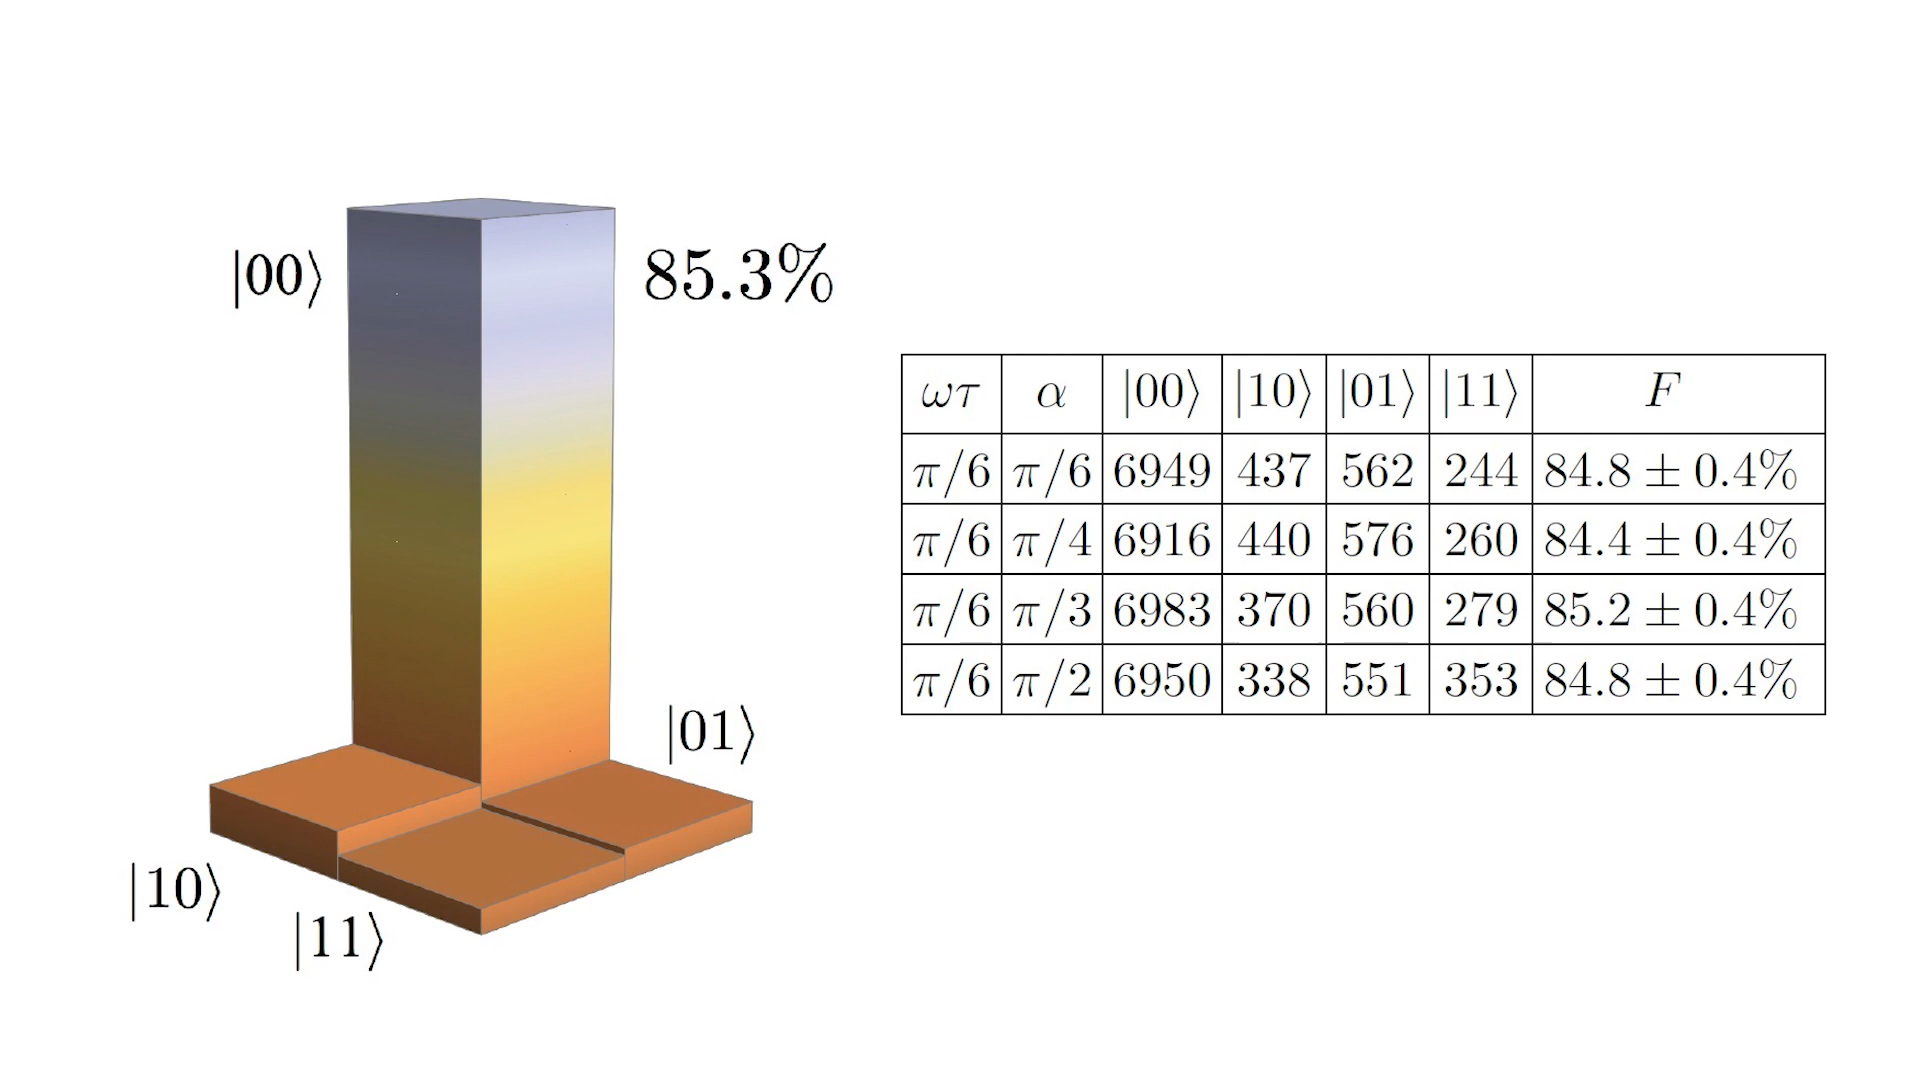 |00⟩
85.3%
|01⟩
|10⟩
|11⟩
ωτ α |00⟩ |10⟩ |01⟩ |11⟩ F
π/6 π/6 6949 437 562 244 84.8 ± 0.4%
π/6 π/4 6916 440 576 260 84.4 ± 0.4%
π/6 π/3 6983 370 560 279 85.2 ± 0.4%
π/6 π/2 6950 338 551 353 84.8 ± 0.4%